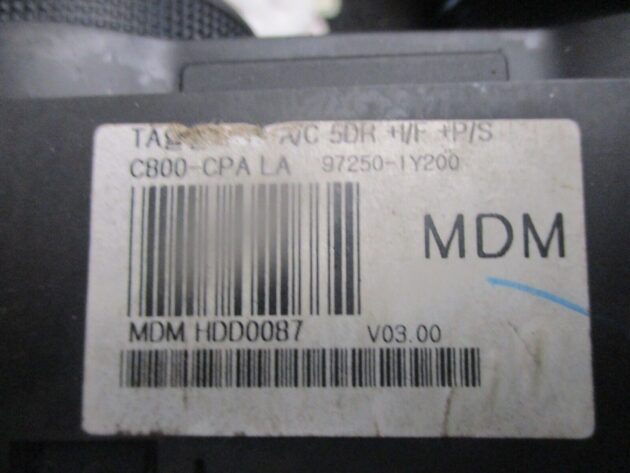 A/C 5DR +I/F +P/S
C800-CPA LA 97250-1Y200
MDM
MDM HDD0087 V03.00